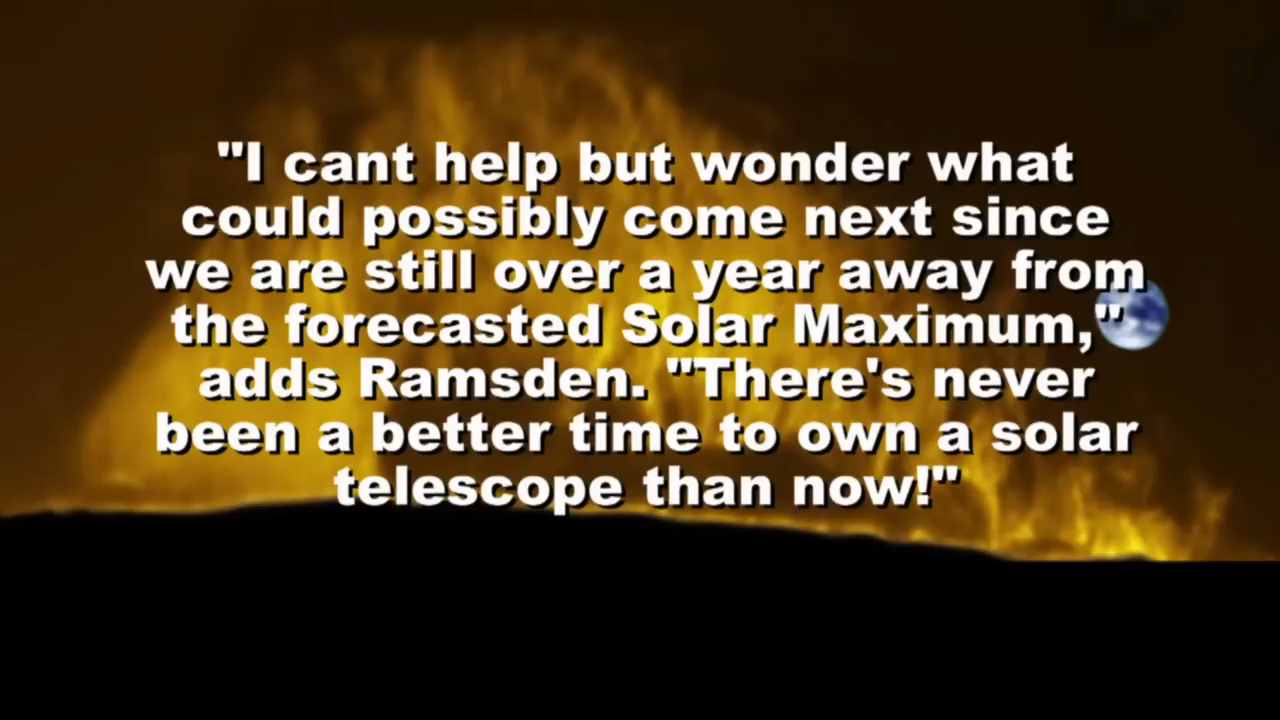 "I cant help but wonder what
could possibly come next since
we are still over a year away from
the forecasted Solar Maximum,"
adds Ramsden. "There's never
been a better time to own a solar
telescope than now!"